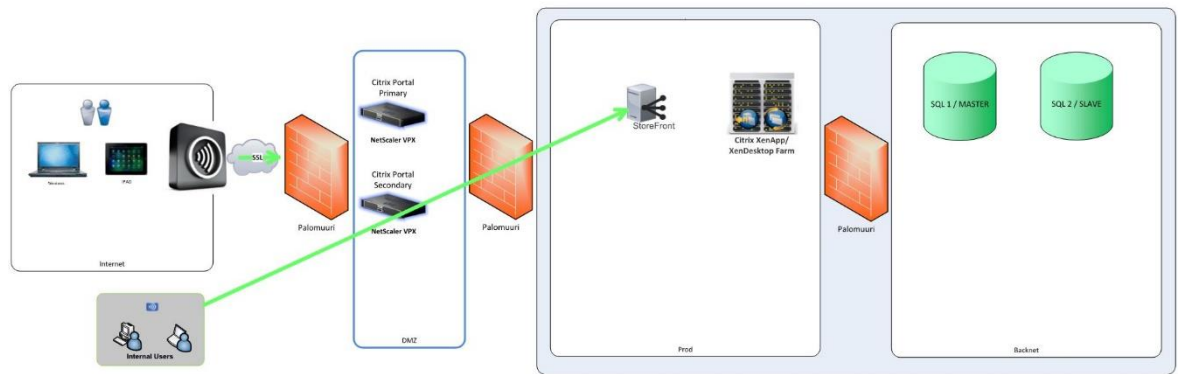 Internet
iPAD
SSL
Internal Users
Palomuuri
Citrix Portal
Primary
NetScaler VPX
Citrix Portal
Secondary
NetScaler VPX
DMZ
Palomuuri
StoreFront
Citrix XenApp/
XenDesktop Farm
Prod
Palomuuri
SQL 1 / MASTER
SQL 2 / SLAVE
Backnet